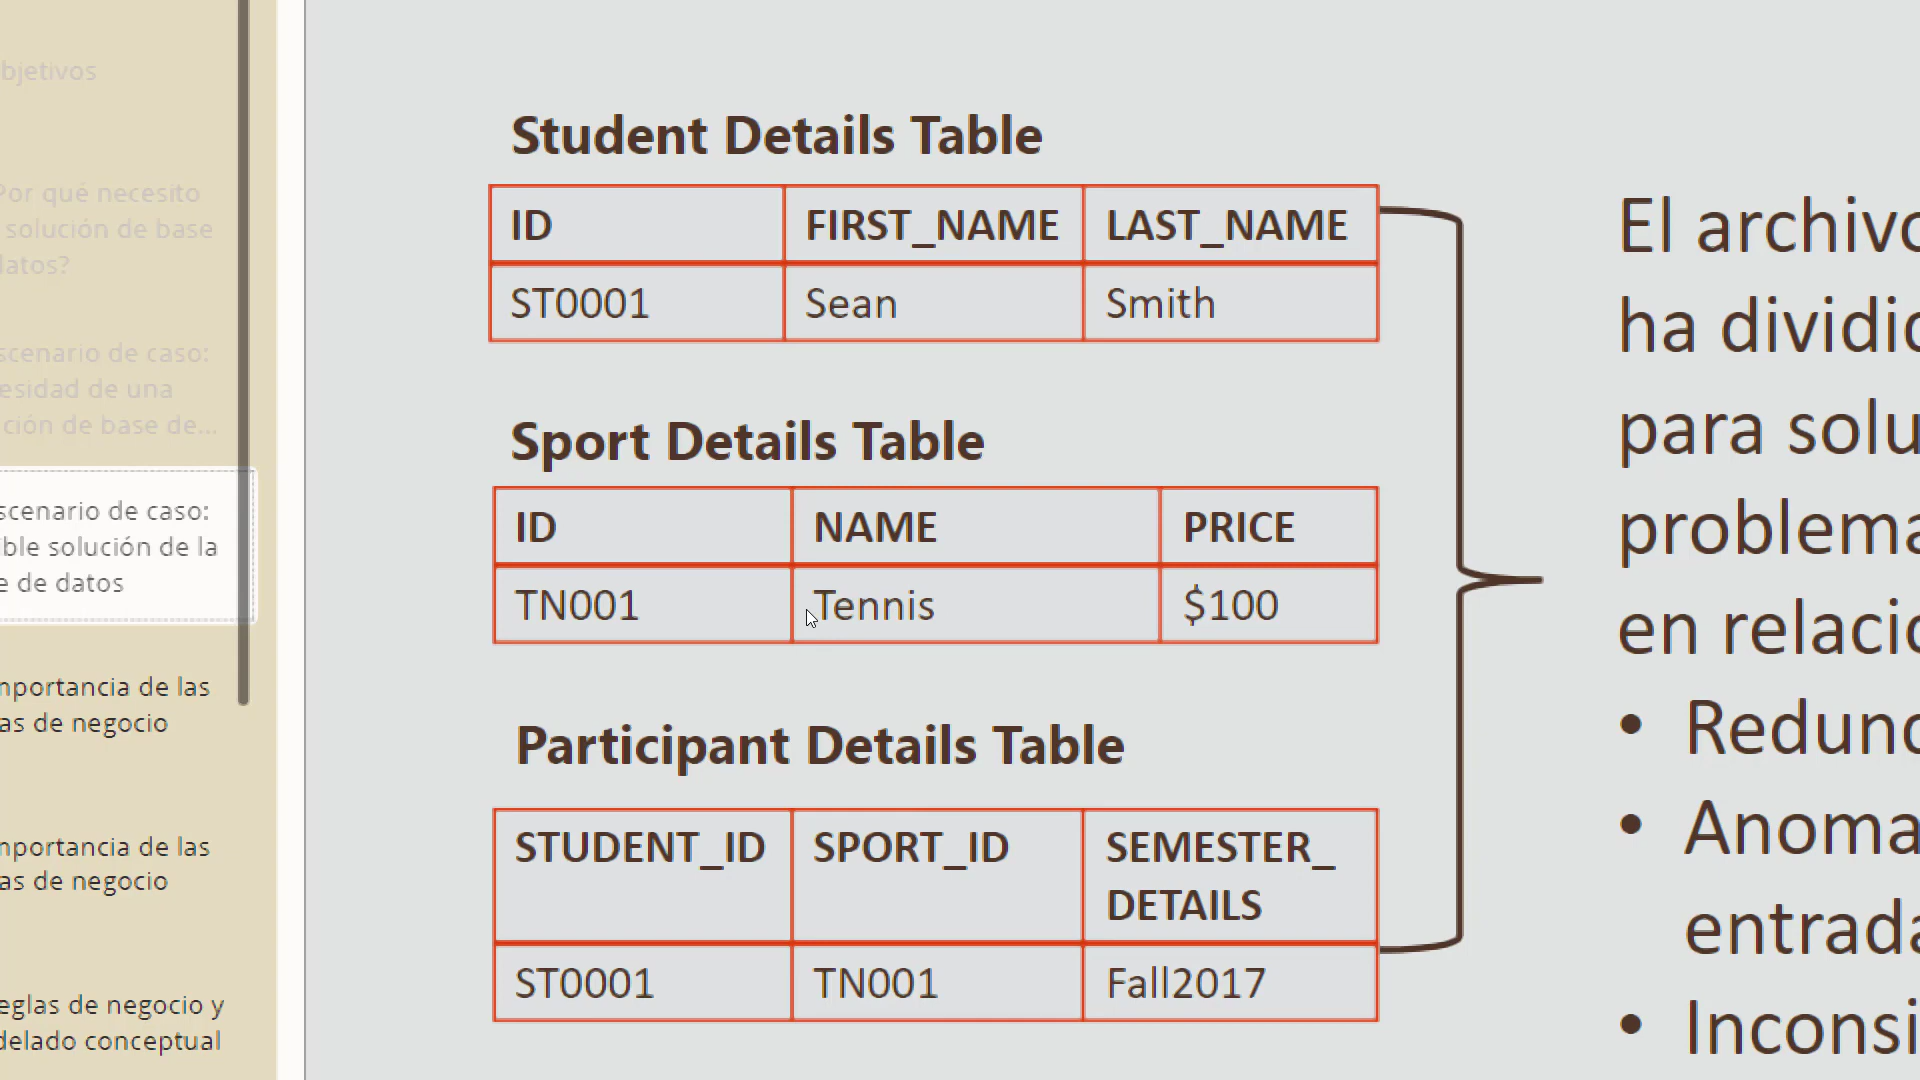 bjetivos
Por qué necesito
solución de base
datos?
scenario de caso:
esidad de una
ción de base de...
scenario de caso:
ble solución de la
e de datos
mportancia de las
as de negocio
mportancia de las
as de negocio
eglas de negocio y
delado conceptual
Student Details Table
ID FIRST_NAME LAST_NAME
ST0001 Sean Smith
Sport Details Table
ID NAME PRICE
TN001 Tennis $100
Participant Details Table
STUDENT_ID SPORT_ID SEMESTER_
DETAILS
ST0001 TN001 Fall2017
El archivo
ha dividid
para solu
problema
en relacio
• Redund
• Anoma
entrada
• Inconsi